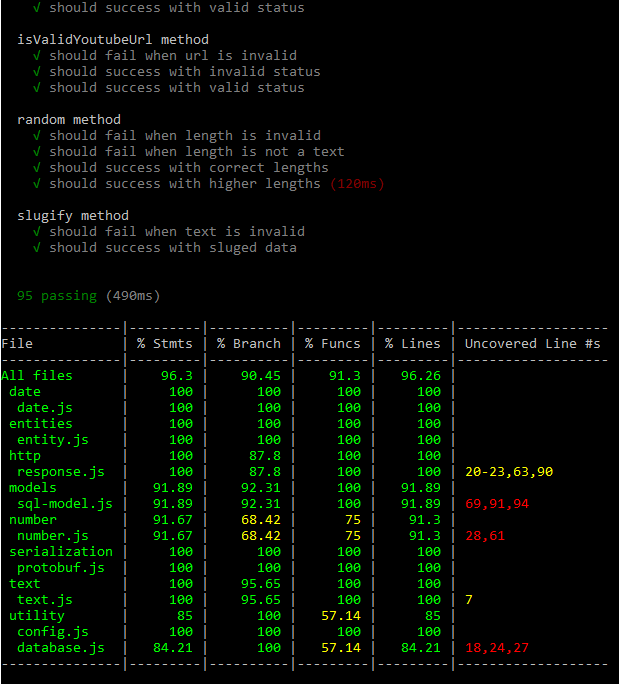 √ should success with valid status
isValidYoutubeUrl method
√ should fail when url is invalid
√ should success with invalid status
√ should success with valid status
random method
√ should fail when length is invalid
√ should fail when length is not a text
√ should success with correct lengths
√ should success with higher lengths (120ms)
slugify method
√ should fail when text is invalid
√ should success with sluged data
95 passing (490ms)
---------------|---------|----------|---------|---------|-------------------
File           | % Stmts | % Branch | % Funcs | % Lines | Uncovered Line #s
---------------|---------|----------|---------|---------|-------------------
All files      |    96.3 |    90.45 |    91.3 |   96.26 |
 date          |     100 |      100 |     100 |     100 |
  date.js      |     100 |      100 |     100 |     100 |
 entities      |     100 |      100 |     100 |     100 |
  entity.js    |     100 |      100 |     100 |     100 |
 http          |     100 |     87.8 |     100 |     100 |
  response.js  |     100 |     87.8 |     100 |     100 | 20-23,63,90
 models        |   91.89 |    92.31 |     100 |   91.89 |
  sql-model.js |   91.89 |    92.31 |     100 |   91.89 | 69,91,94
 number        |   91.67 |    68.42 |      75 |    91.3 |
  number.js    |   91.67 |    68.42 |      75 |    91.3 | 28,61
 serialization |     100 |      100 |     100 |     100 |
  protobuf.js  |     100 |      100 |     100 |     100 |
 text          |     100 |    95.65 |     100 |     100 |
  text.js      |     100 |    95.65 |     100 |     100 | 7
 utility       |      85 |      100 |   57.14 |      85 |
  config.js    |     100 |      100 |     100 |     100 |
  database.js  |   84.21 |      100 |   57.14 |   84.21 | 18,24,27
---------------|---------|----------|---------|---------|-------------------